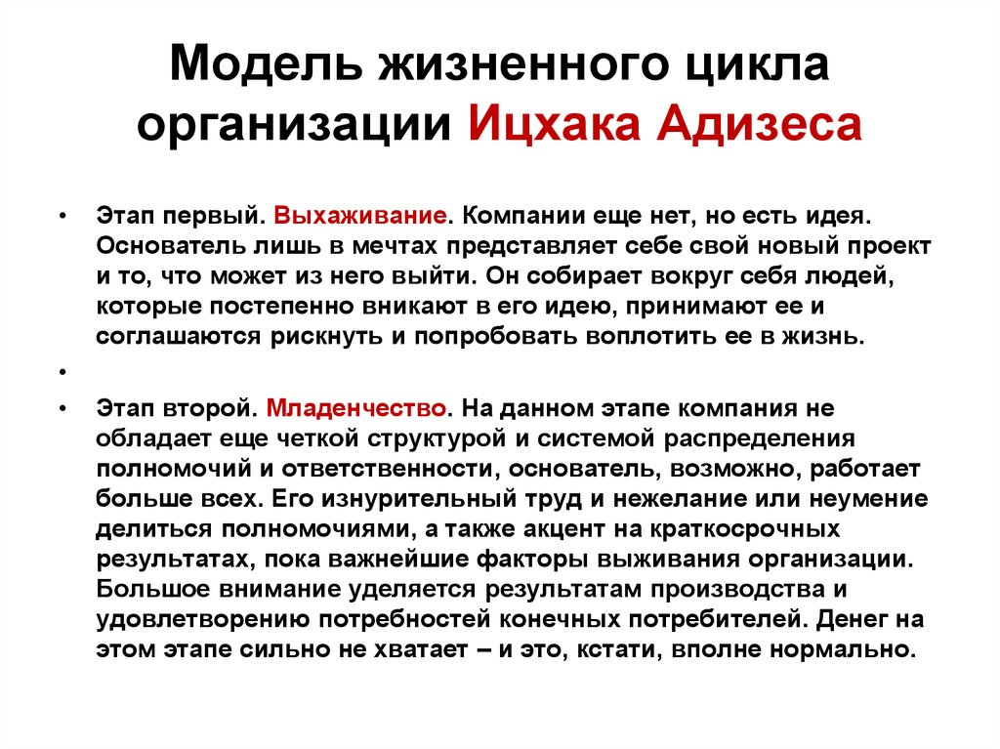 Модель жизненного цикла
организации Ицхака Адизеса
• Этап первый. Выхаживание. Компании еще нет, но есть идея.
Основатель лишь в мечтах представляет себе свой новый проект
и то, что может из него выйти. Он собирает вокруг себя людей,
которые постепенно вникают в его идею, принимают ее и
соглашаются рискнуть и попробовать воплотить ее в жизнь.
•
• Этап второй. Младенчество. На данном этапе компания не
обладает еще четкой структурой и системой распределения
полномочий и ответственности, основатель, возможно, работает
больше всех. Его изнурительный труд и нежелание или неумение
делиться полномочиями, а также акцент на краткосрочных
результатах, пока важнейшие факторы выживания организации.
Большое внимание уделяется результатам производства и
удовлетворению потребностей конечных потребителей. Денег на
этом этапе сильно не хватает – и это, кстати, вполне нормально.